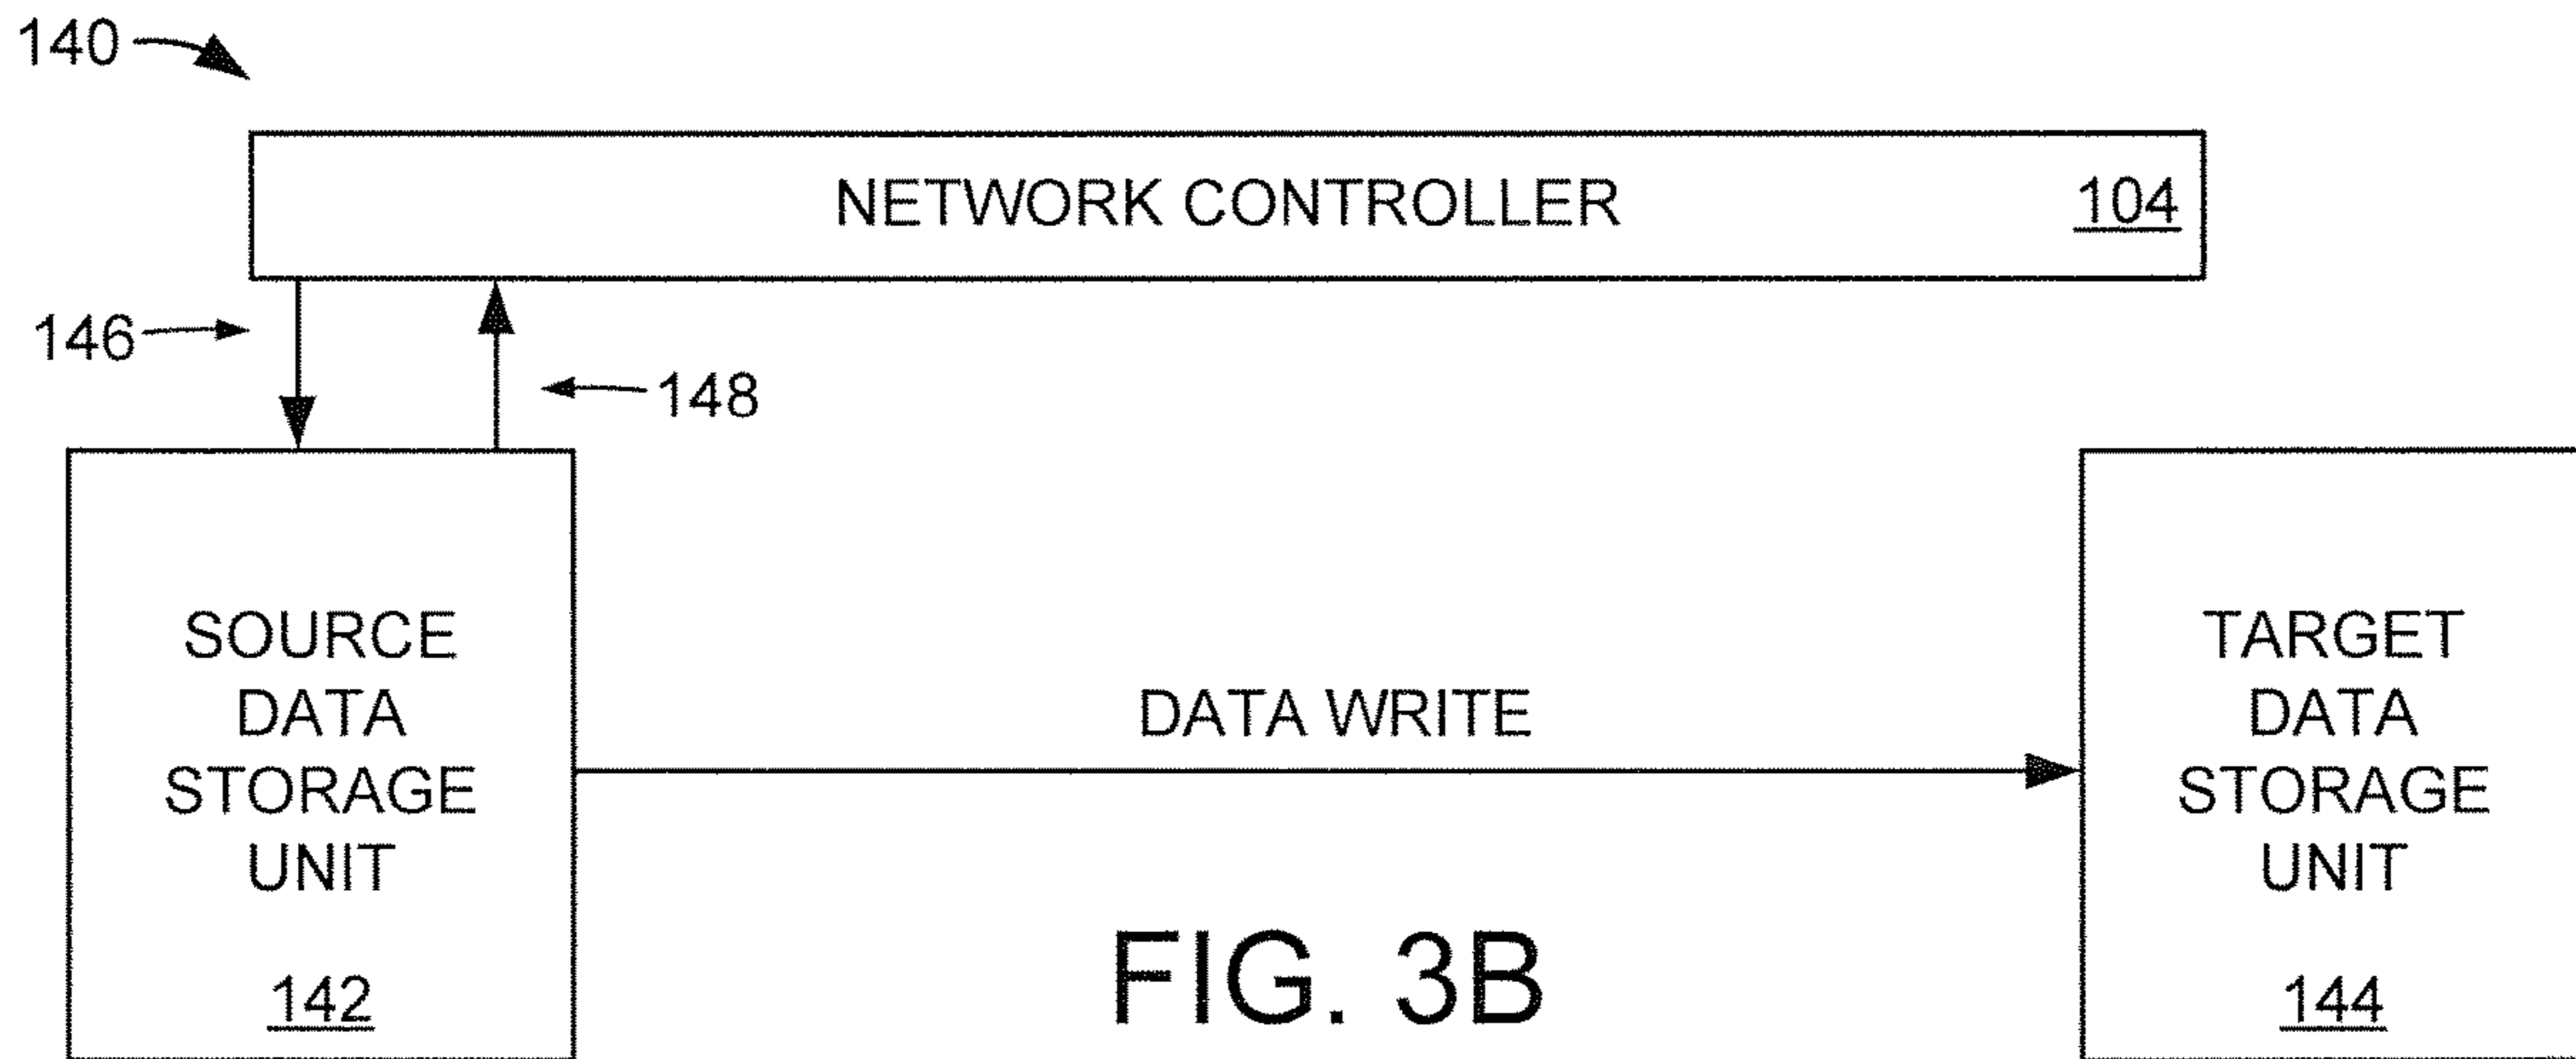 140
NETWORK CONTROLLER 104
146
148
SOURCE
DATA
STORAGE
UNIT
142
DATA WRITE
TARGET
DATA
STORAGE
UNIT
144
FIG. 3B